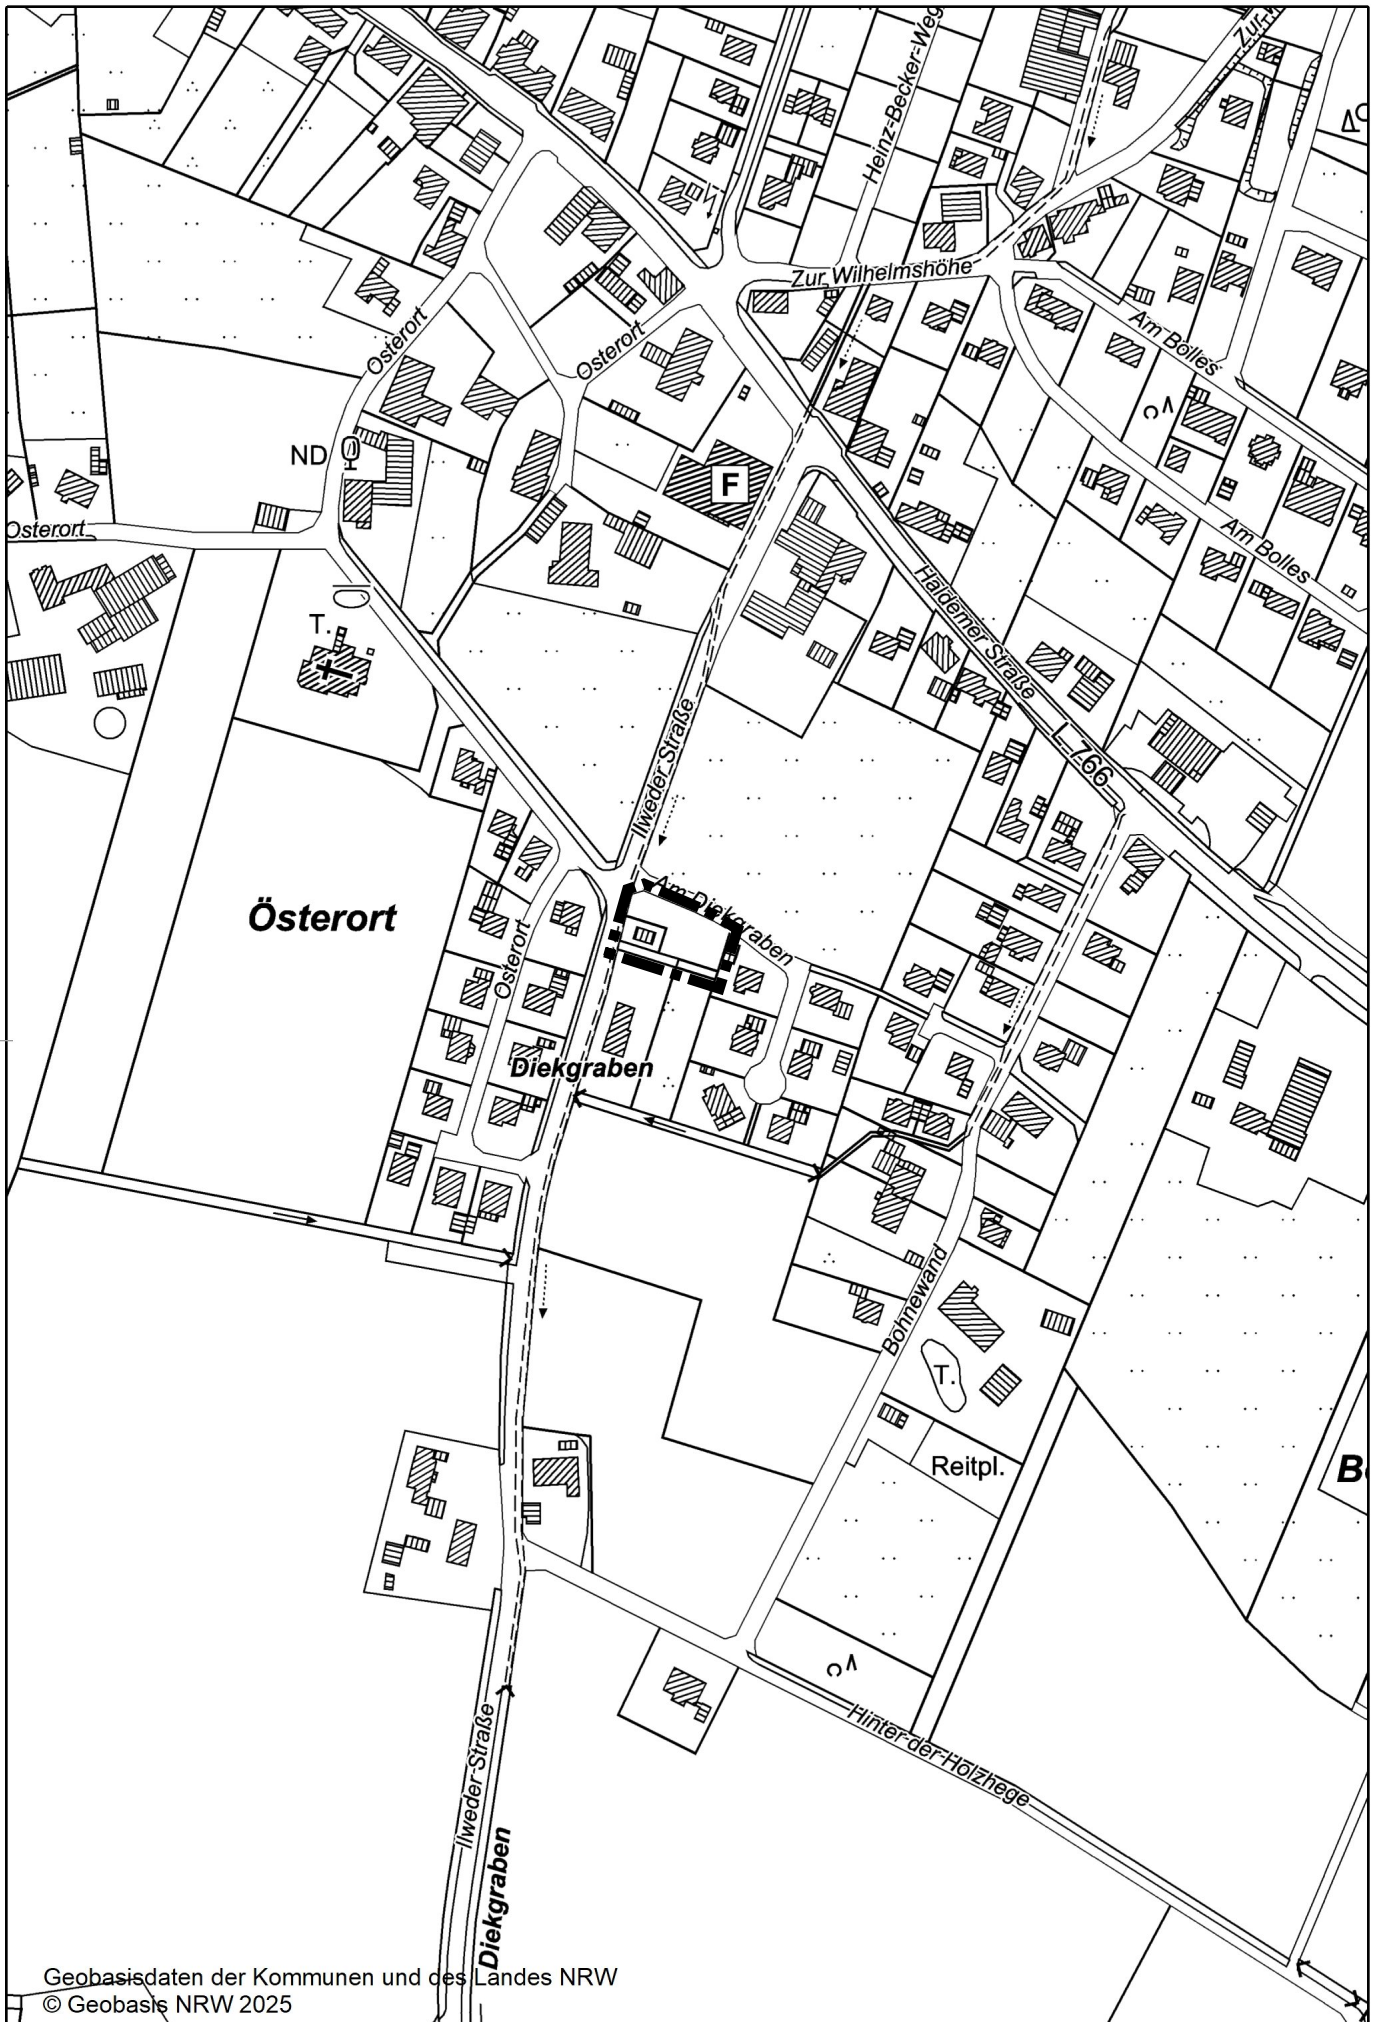 Heinz-Becker-Weg
Zur
Zur Wilhelmshöhe
Osterort
Osterort
Am Bolles
ND
F
Osterort
Am Bolles
Haldemer Straße
T.
Ilweder Straße
L 766
Am Diekgraben
Österort
Osterort
Diekgraben
Bohnewand
T.
Reitpl.
Ilweder Straße
Hinter der Holzhege
Diekgraben
Geobasisdaten der Kommunen und des Landes NRW
© Geobasis NRW 2025